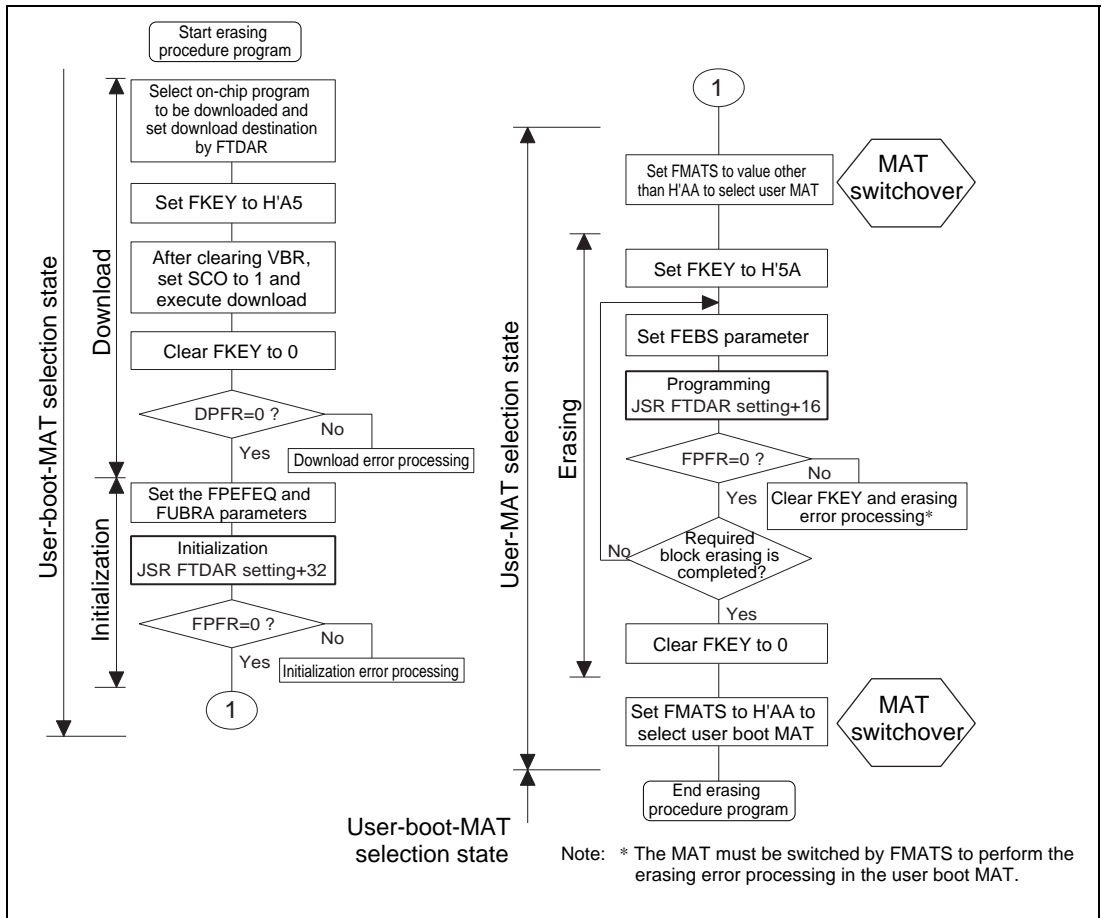 Start erasing
procedure program
Select on-chip program
to be downloaded and
set download destination
by FTDAR
Set FKEY to H'A5
After clearing VBR,
set SCO to 1 and
execute download
Clear FKEY to 0
DPFR=0 ?
No
Yes
Download error processing
Set the FPEFEQ and
FUBRA parameters
Initialization
JSR FTDAR setting+32
FPFR=0 ?
No
Yes
Initialization error processing
1
Download
Initialization
User-boot-MAT selection state
1
Set FMATS to value other
than H'AA to select user MAT
MAT
switchover
Set FKEY to H'5A
Set FEBS parameter
Programming
JSR FTDAR setting+16
FPFR=0 ?
No
Yes
Clear FKEY and erasing
error processing*
Required
block erasing is
completed?
No
Yes
Clear FKEY to 0
Set FMATS to H'AA to
select user boot MAT
MAT
switchover
End erasing
procedure program
Erasing
User-MAT selection state
User-boot-MAT
selection state
Note: * The MAT must be switched by FMATS to perform the
erasing error processing in the user boot MAT.